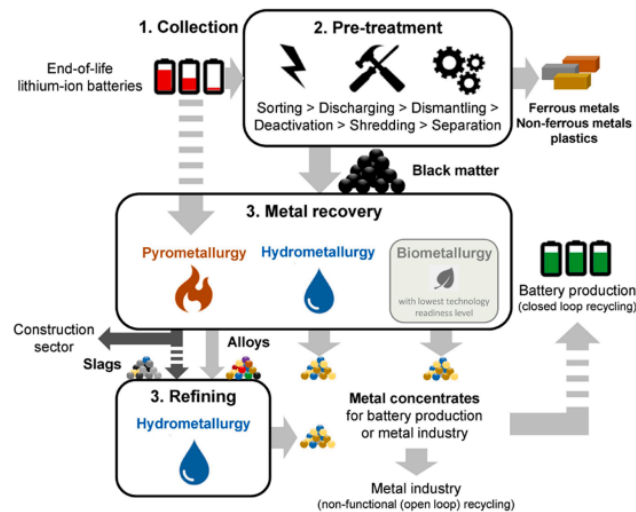 1. Collection
2. Pre-treatment
End-of-life
lithium-ion batteries
Sorting > Discharging > Dismantling >
Deactivation > Shredding > Separation
Ferrous metals
Non-ferrous metals
plastics
Black matter
3. Metal recovery
Pyrometallurgy
Hydrometallurgy
Biometallurgy
with lowest technology
readiness level
Battery production
(closed loop recycling)
Construction
sector
Slags
Alloys
3. Refining
Hydrometallurgy
Metal concentrates
for battery production
or metal industry
Metal industry
(non-functional (open loop) recycling)